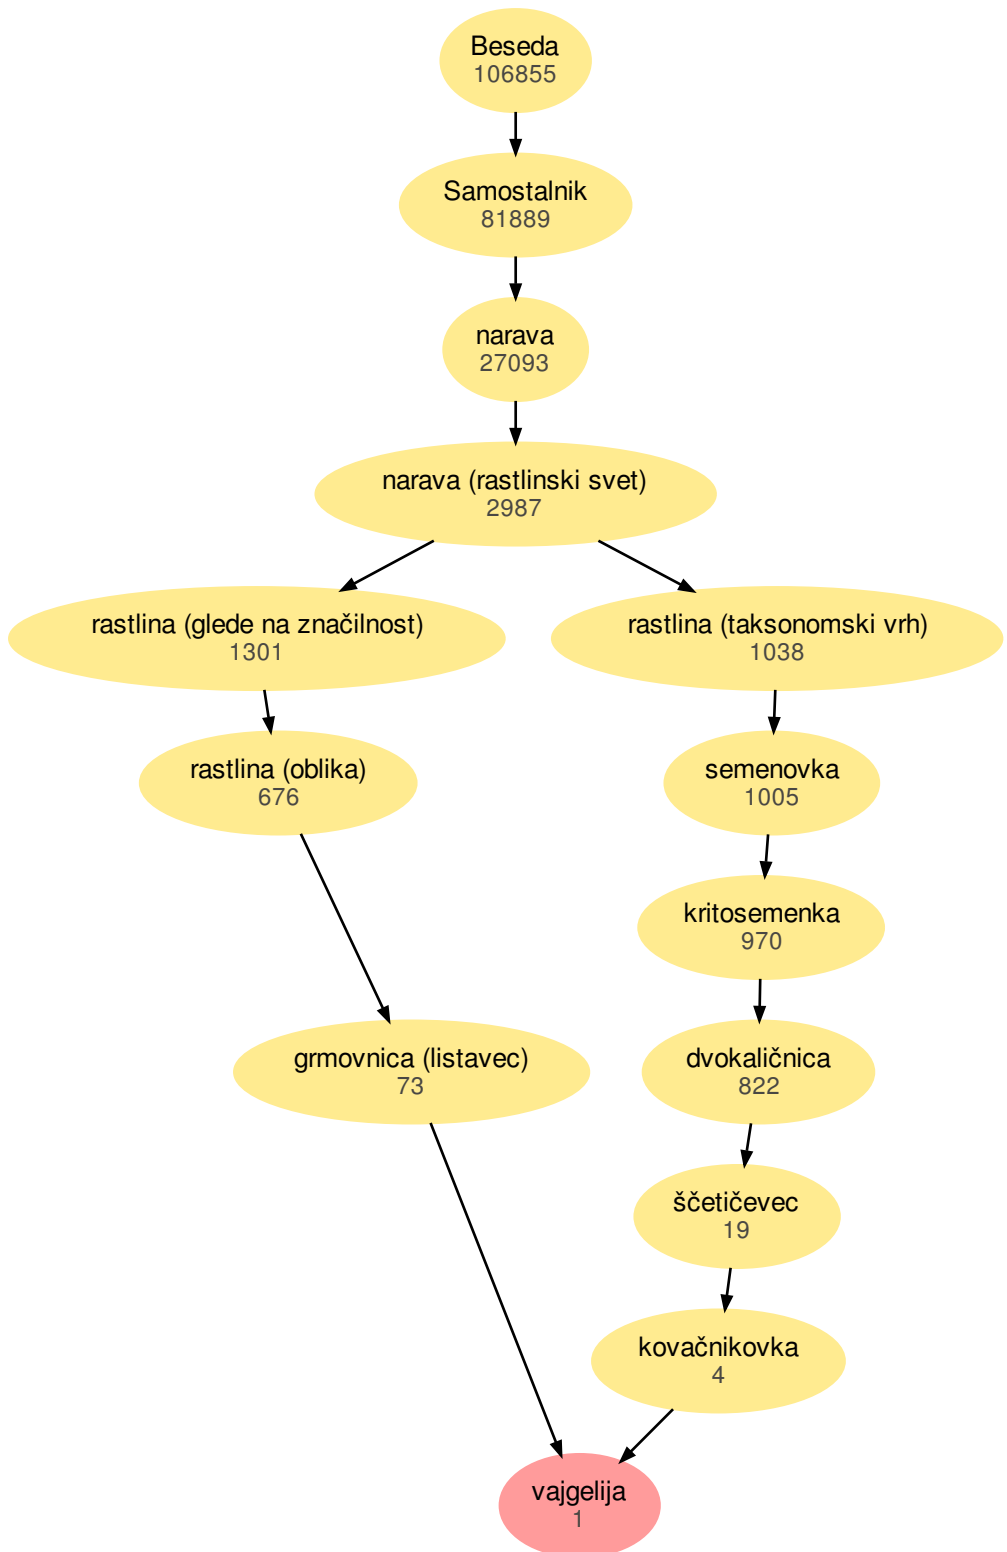 Beseda
106855
Samostalnik
81889
narava
27093
narava (rastlinski svet)
2987
rastlina (glede na značilnost)
1301
rastlina (taksonomski vrh)
1038
rastlina (oblika)
676
semenovka
1005
kritosemenka
970
grmovnica (listavec)
73
dvokaličnica
822
ščetičevec
19
kovačnikovka
4
vajgelija
1